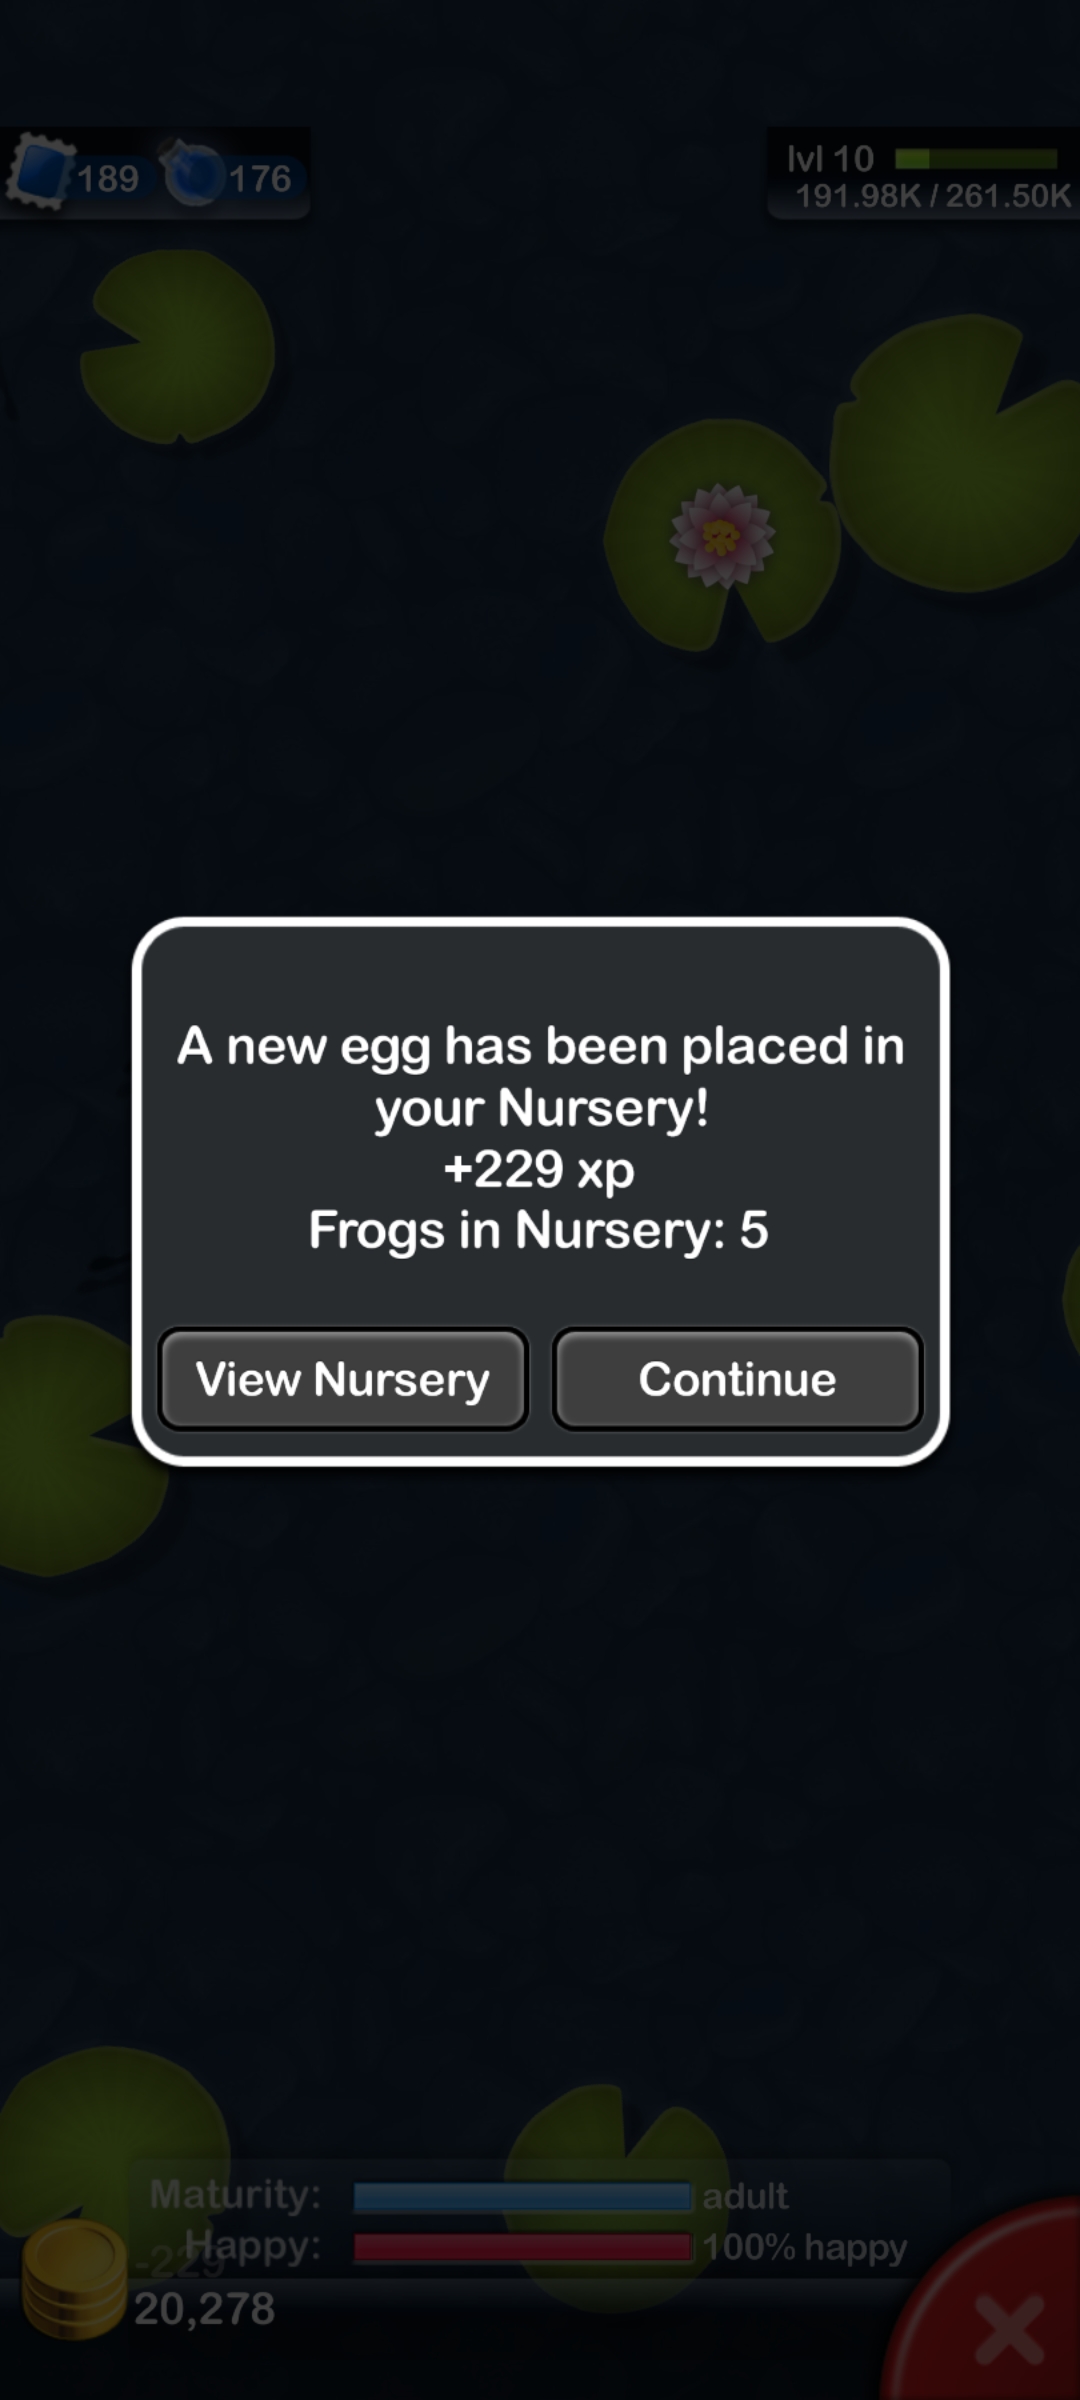 189 176
lvl 10
191.98K / 261.50K
A new egg has been placed in
your Nursery!
+229 xp
Frogs in Nursery: 5
View Nursery Continue
Maturity: adult
Happy: 100% happy
-229
20,278